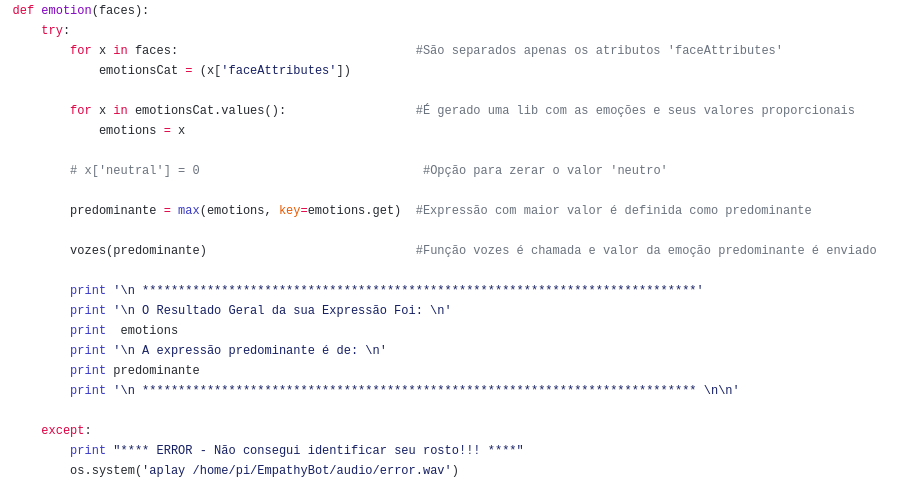 def emotion(faces):
    try:
        for x in faces:                                 #São separados apenas os atributos 'faceAttributes'
            emotionsCat = (x['faceAttributes'])
        for x in emotionsCat.values():                  #É gerado uma lib com as emoções e seus valores proporcionais
            emotions = x
        # x['neutral'] = 0                               #Opção para zerar o valor 'neutro'
        predominante = max(emotions, key=emotions.get)  #Expressão com maior valor é definida como predominante
        vozes(predominante)                             #Função vozes é chamada e valor da emoção predominante é enviado
        print '\n *****************************************************************************'
        print '\n O Resultado Geral da sua Expressão Foi: \n'
        print  emotions
        print '\n A expressão predominante é de: \n'
        print predominante
        print '\n ***************************************************************************** \n\n'
    except:
        print "**** ERROR - Não consegui identificar seu rosto!!! ****"
        os.system('aplay /home/pi/EmpathyBot/audio/error.wav')